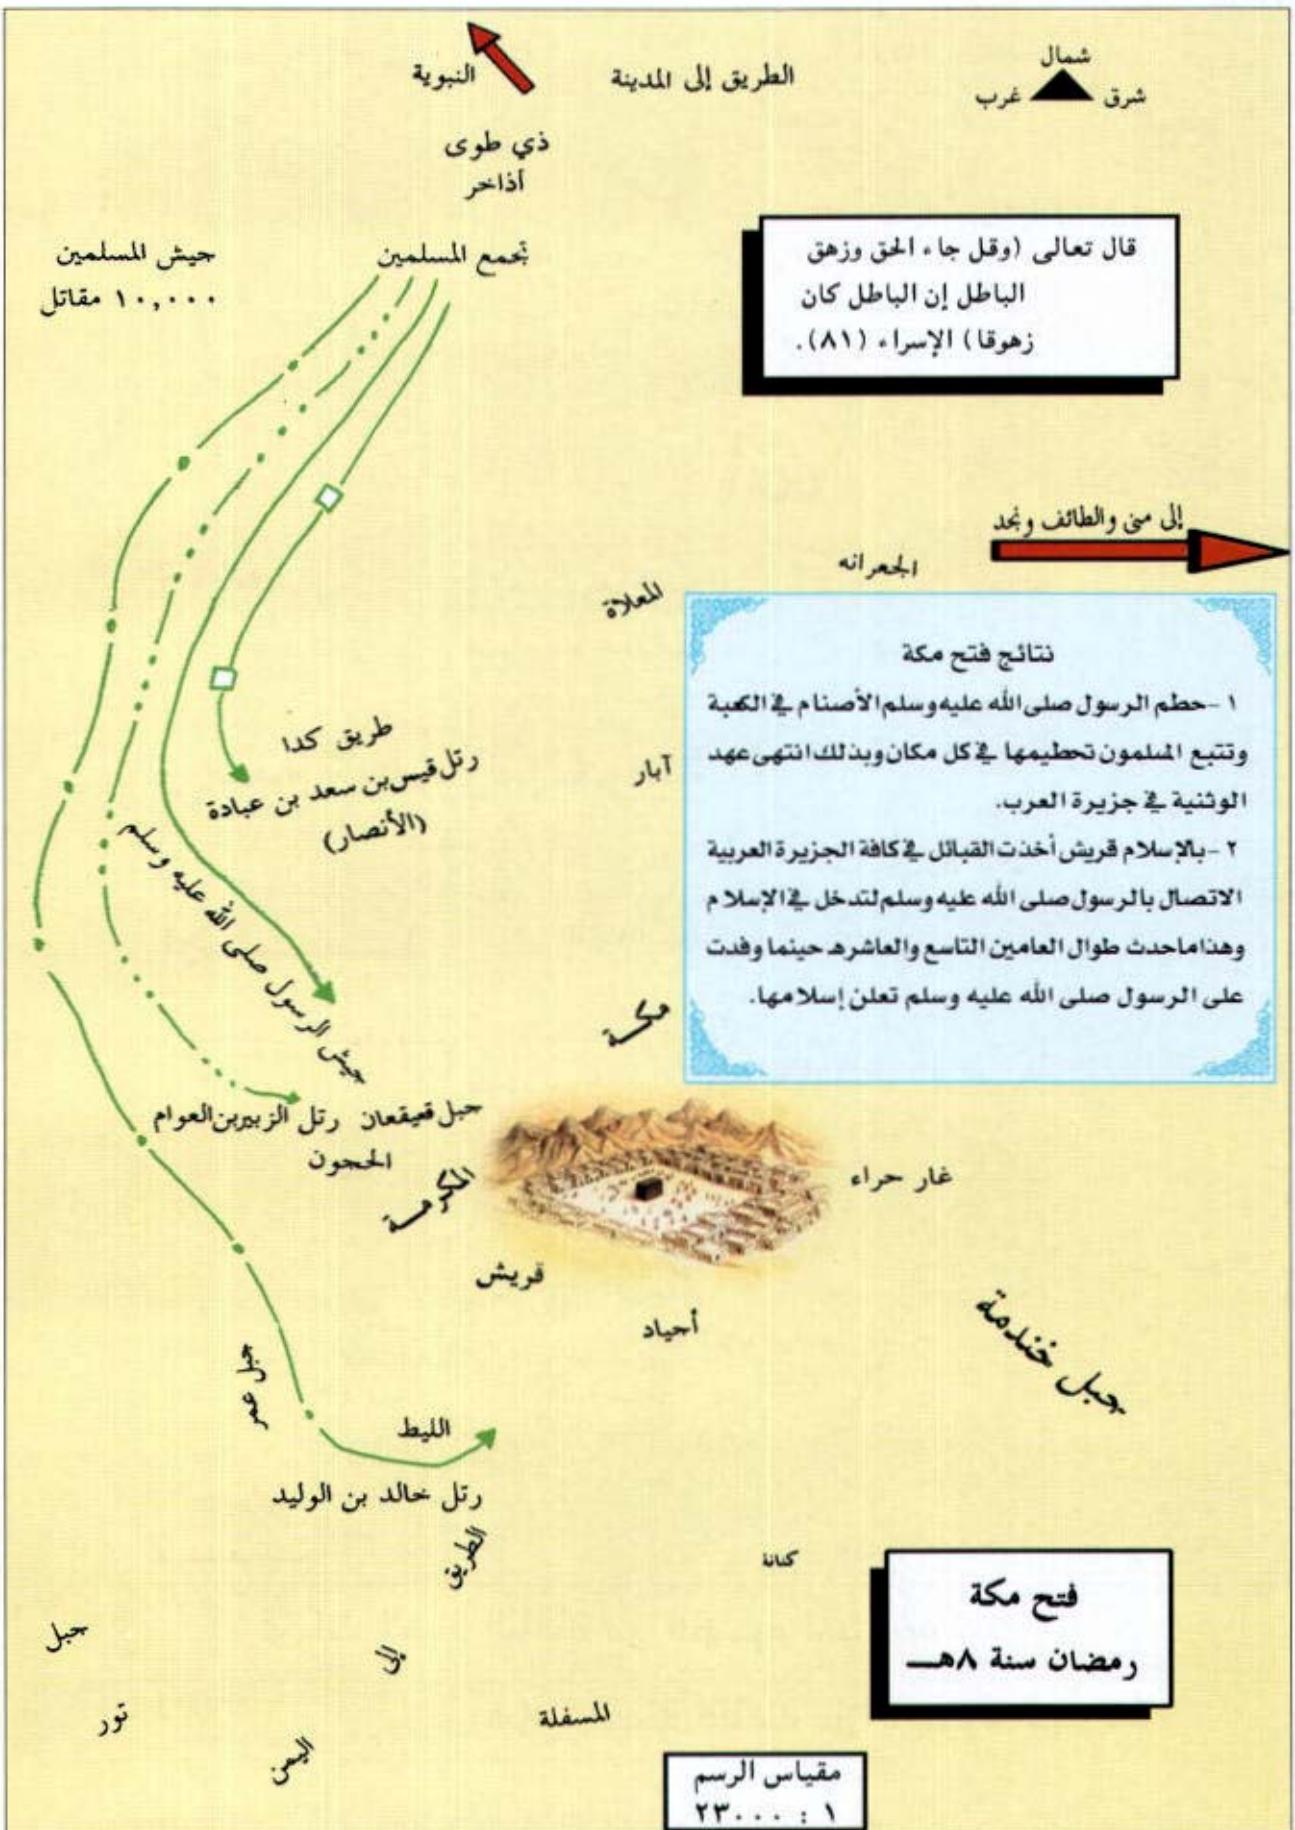 شمال
شرق غرب
الطريق إلى المدينة النبوية
ذي طوى
أذاخر
تجمع المسلمين
جيش المسلمين
١٠,٠٠٠ مقاتل
قال تعالى (وقل جاء الحق وزهق
الباطل إن الباطل كان
زهوقا) الإسراء (٨١).
إلى منى والطائف ونجد
الجعرانه
المعلاة
نتائج فتح مكة
١ -حطم الرسول صلى الله عليه وسلم الأصنام في الكعبة
وتتبع المسلمون تحطيمها في كل مكان وبذلك انتهى عهد
الوثنية في جزيرة العرب.
٢ -بالإسلام قريش أخذت القبائل في كافة الجزيرة العربية
الاتصال بالرسول صلى الله عليه وسلم لتدخل في الإسلام
وهذا ماحدث طوال العامين التاسع والعاشرهـ حينما وفدت
على الرسول صلى الله عليه وسلم تعلن إسلامها.
طريق كدا
رتل قيس بن سعد بن عبادة
(الأنصار)
آبار
جيش الرسول صلى الله عليه وسلم
مكة
المكرمة
جبل قعيقعان
رتل الزبير بن العوام
الحجون
غار حراء
قريش
أجياد
جبل خندمة
جبل عمر
الليط
رتل خالد بن الوليد
الطريق
إلى
اليمن
كنانة
جبل
تور
المسفلة
فتح مكة
رمضان سنة ٨هـــ
مقياس الرسم
١ : ٢٣٠٠٠